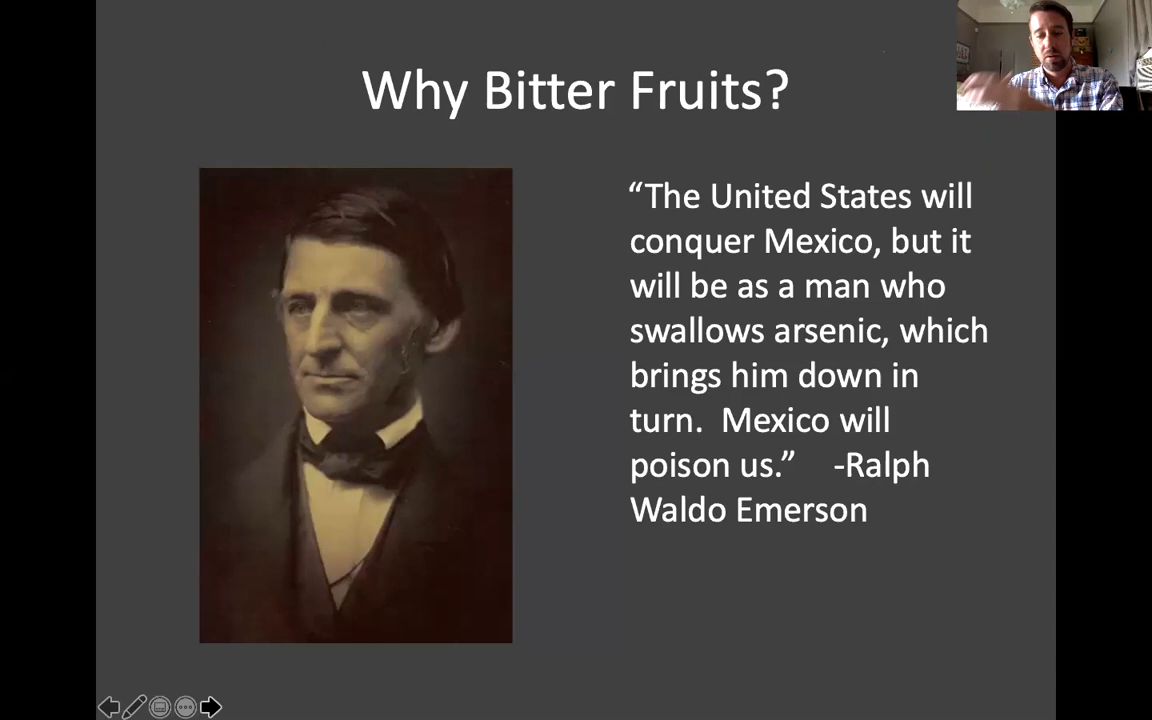 Why Bitter Fruits?
“The United States will
conquer Mexico, but it
will be as a man who
swallows arsenic, which
brings him down in
turn.  Mexico will
poison us.”    -Ralph
Waldo Emerson